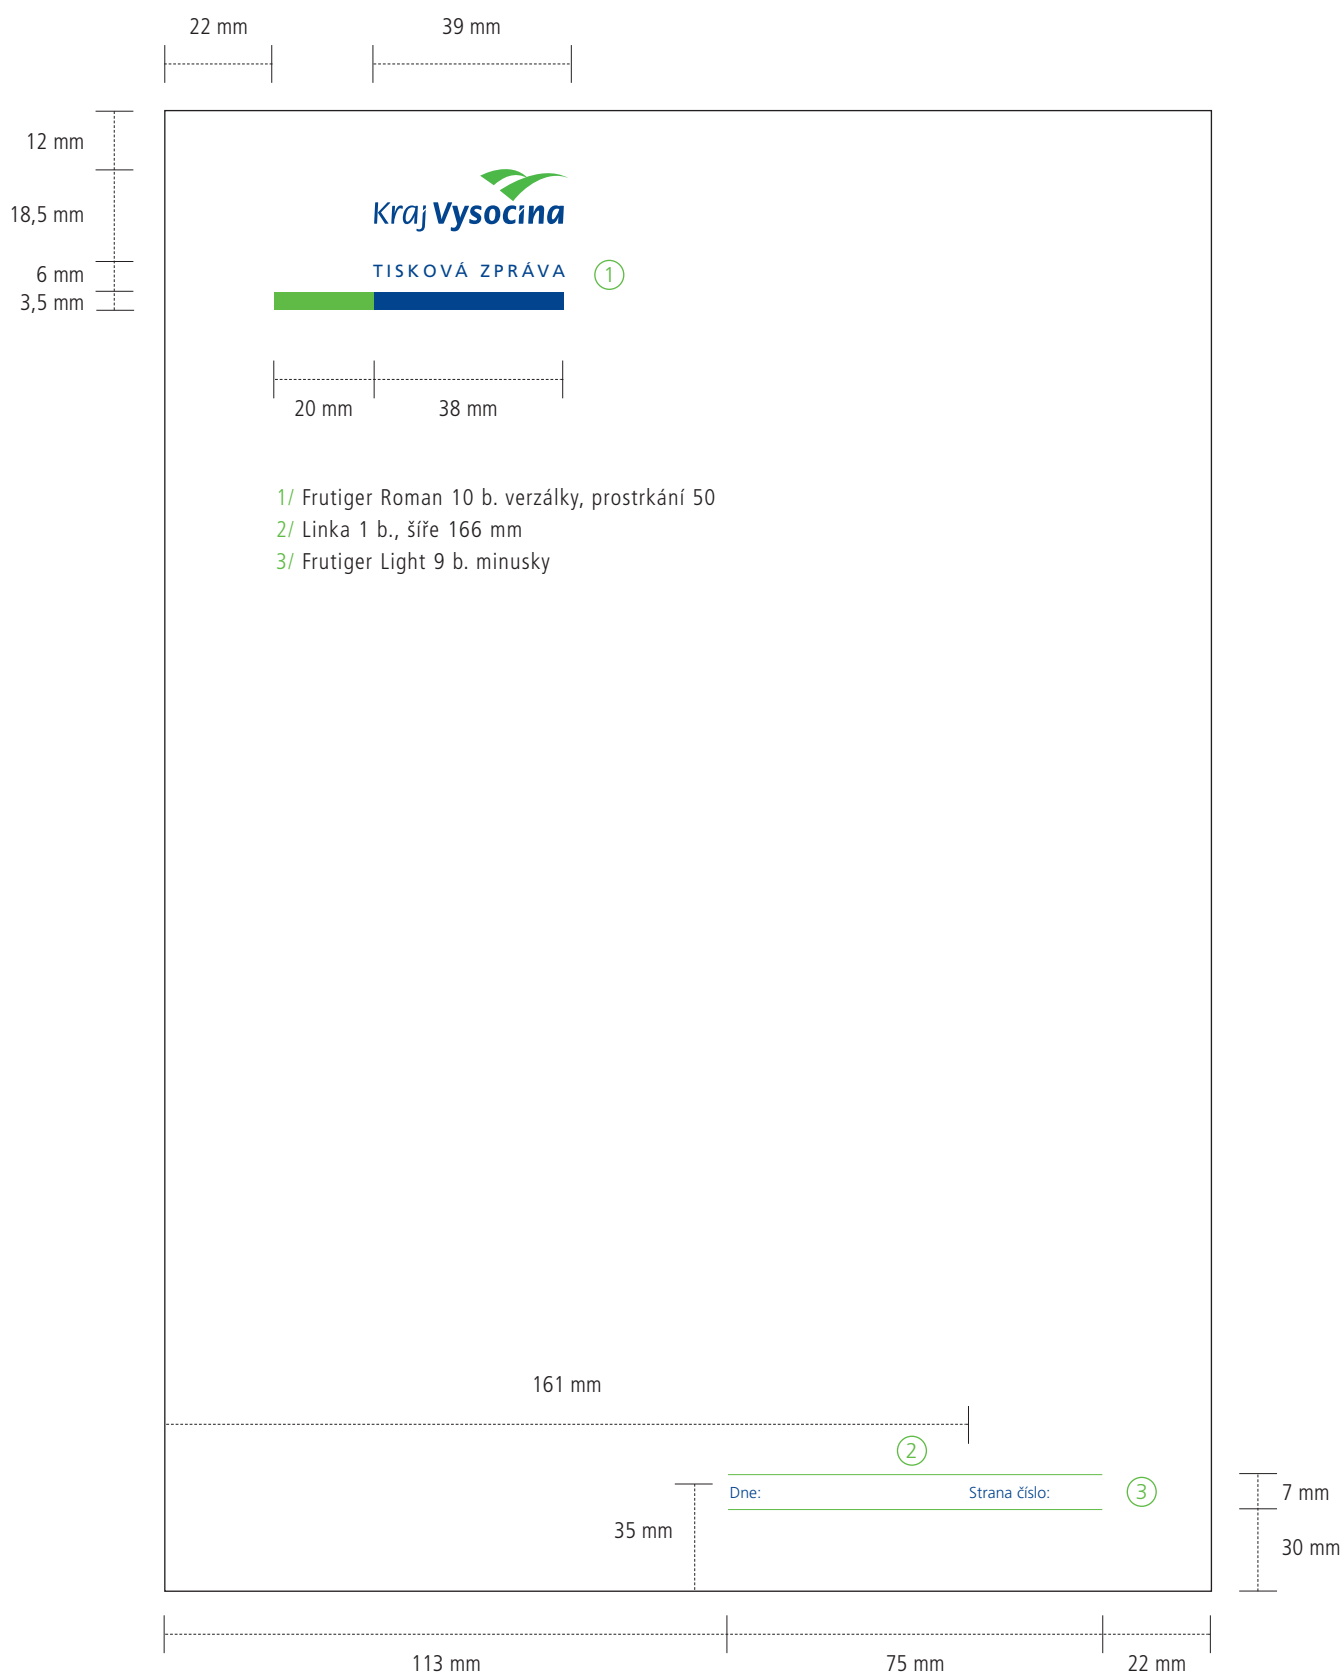 22 mm 39 mm
12 mm
18,5 mm
Kraj Vysočina
6 mm
TISKOVÁ ZPRÁVA 1
3,5 mm
20 mm 38 mm
1/ Frutiger Roman 10 b. verzálky, prostrkání 50
2/ Linka 1 b., šíře 166 mm
3/ Frutiger Light 9 b. minusky
161 mm
2
Dne: Strana číslo: 3
7 mm
35 mm
30 mm
113 mm 75 mm 22 mm